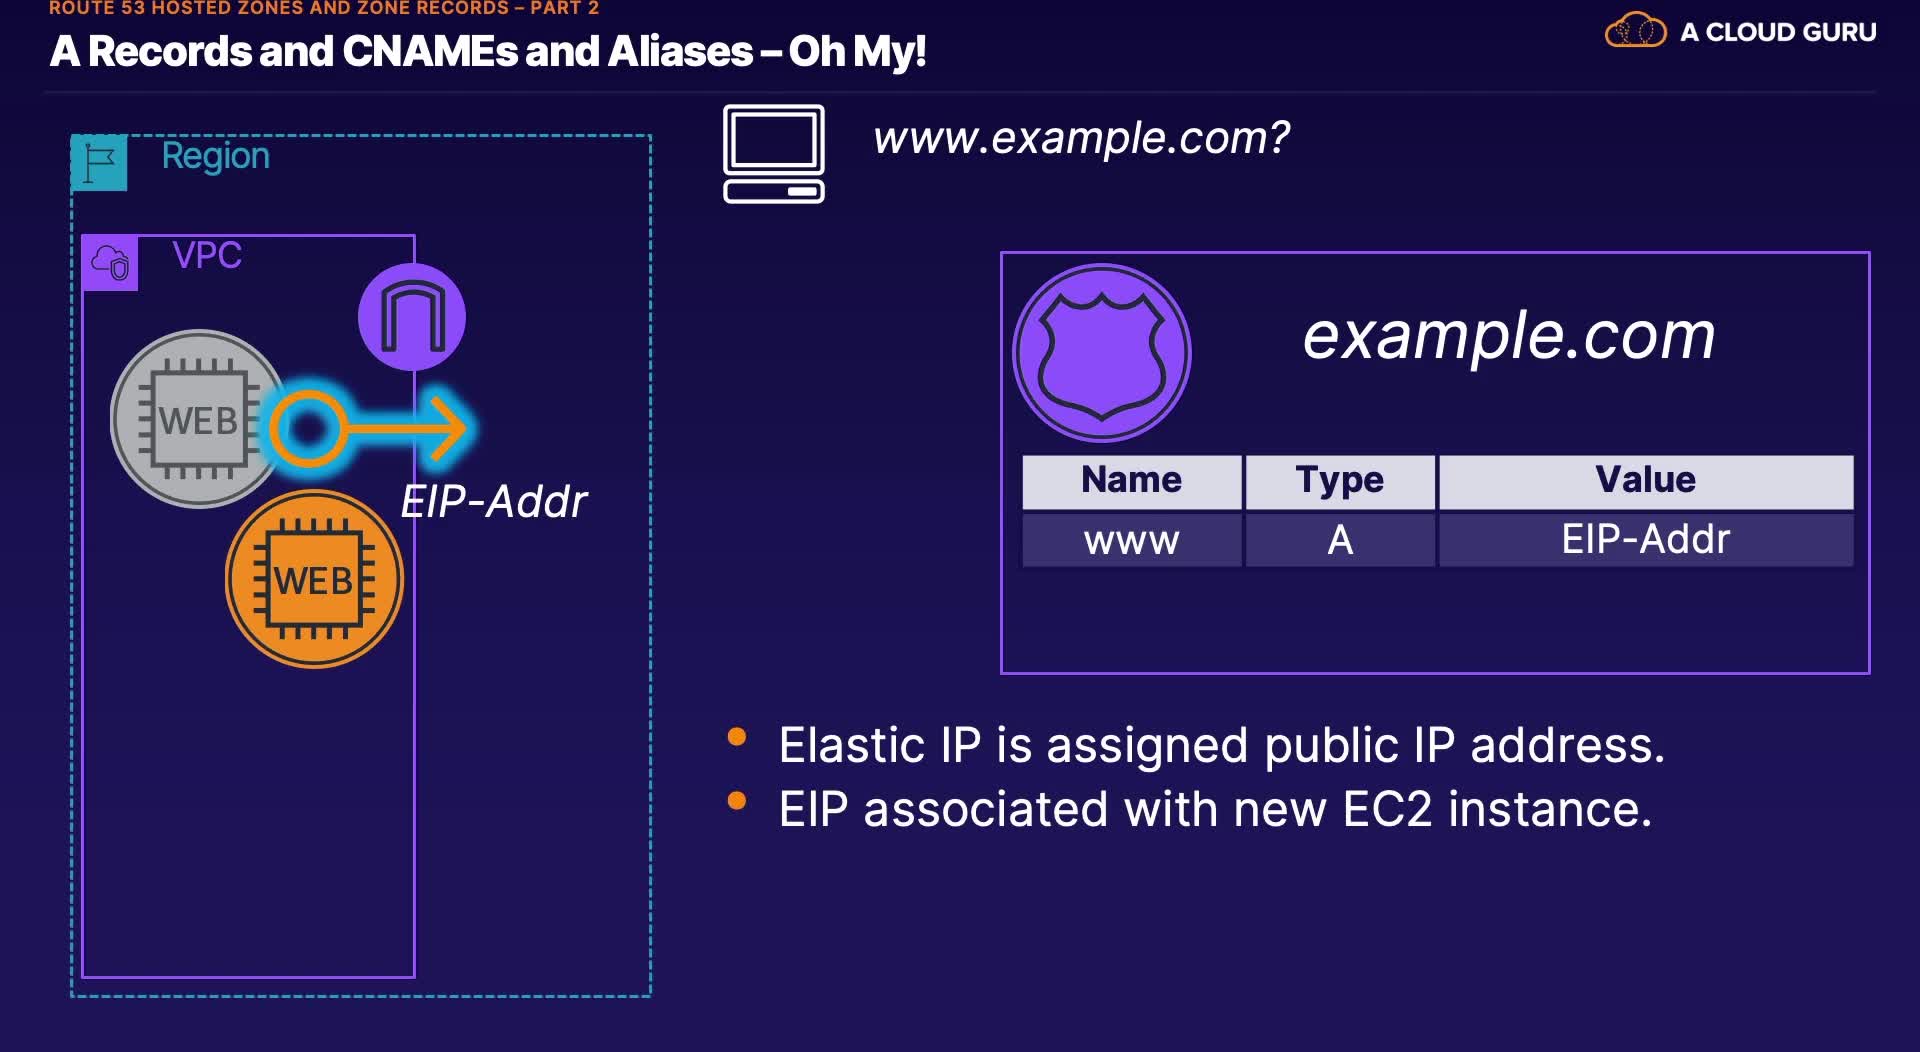 ROUTE 53 HOSTED ZONES AND ZONE RECORDS – PART 2
A Records and CNAMEs and Aliases – Oh My!
A CLOUD GURU
Region
VPC
WEB
EIP-Addr
WEB
www.example.com?
example.com
Name Type Value
www A EIP-Addr
• Elastic IP is assigned public IP address.
• EIP associated with new EC2 instance.